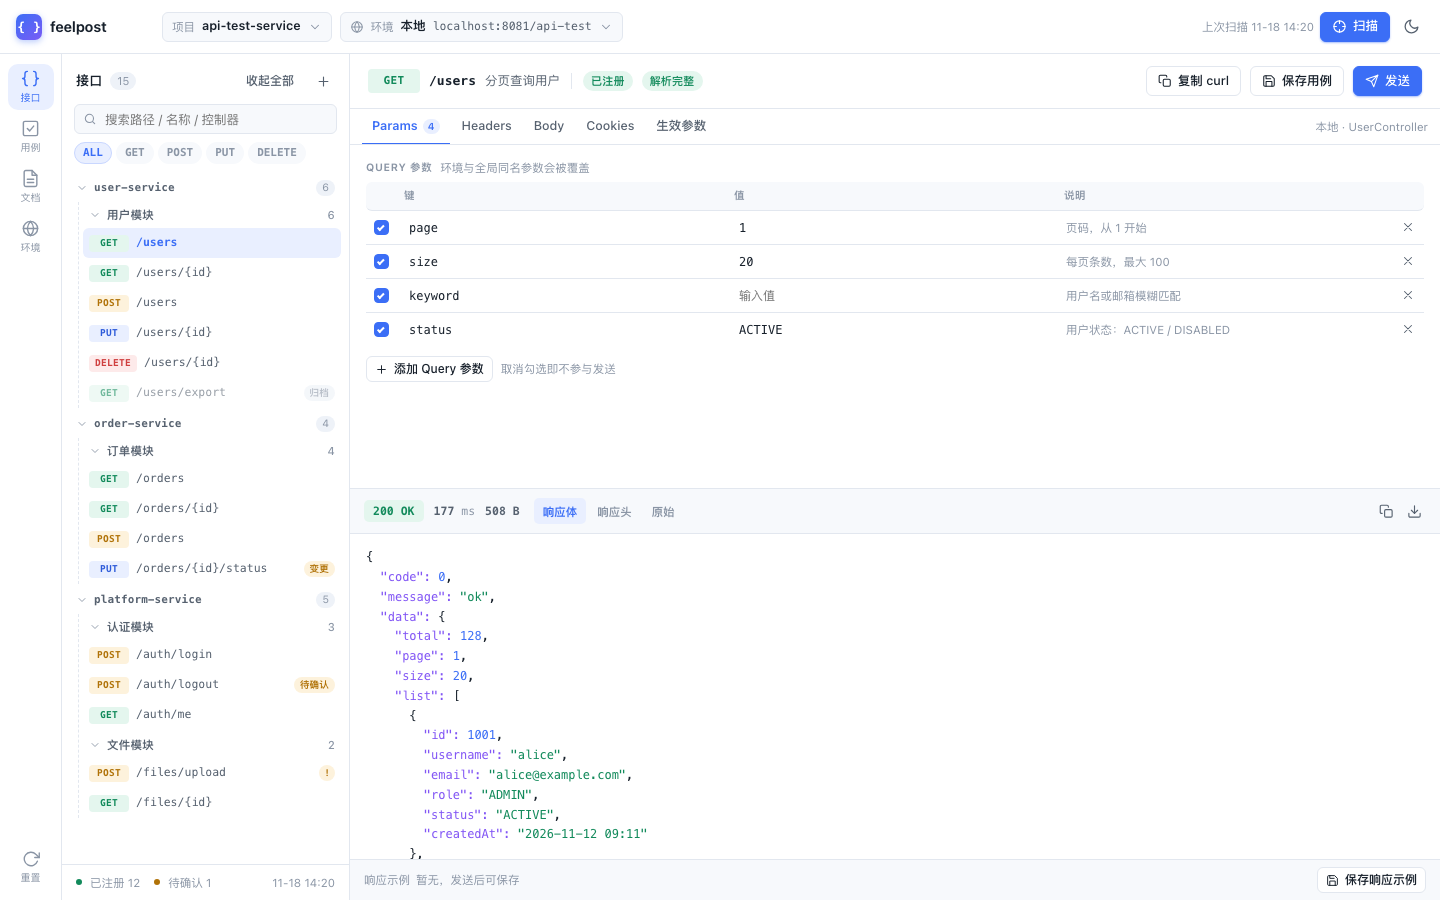 { } feelpost
项目 api-test-service
环境 本地 localhost:8081/api-test
上次扫描 11-18 14:20
扫描
接口
用例
文档
环境
重置
接口 15
收起全部
搜索路径 / 名称 / 控制器
ALL GET POST PUT DELETE
user-service 6
用户模块 6
GET /users
GET /users/{id}
POST /users
PUT /users/{id}
DELETE /users/{id}
GET /users/export 归档
order-service 4
订单模块 4
GET /orders
GET /orders/{id}
POST /orders
PUT /orders/{id}/status 变更
platform-service 5
认证模块 3
POST /auth/login
POST /auth/logout 待确认
GET /auth/me
文件模块 2
POST /files/upload !
GET /files/{id}
已注册 12 待确认 1 11-18 14:20
GET /users 分页查询用户 已注册 解析完整
复制 curl
保存用例
发送
Params 4 Headers Body Cookies 生效参数
本地 · UserController
QUERY 参数 环境与全局同名参数会被覆盖
键 值 说明
page 1 页码，从 1 开始
size 20 每页条数，最大 100
keyword 输入值 用户名或邮箱模糊匹配
status ACTIVE 用户状态：ACTIVE / DISABLED
添加 Query 参数 取消勾选即不参与发送
200 OK 177 ms 508 B 响应体 响应头 原始
{
"code": 0,
"message": "ok",
"data": {
"total": 128,
"page": 1,
"size": 20,
"list": [
{
"id": 1001,
"username": "alice",
"email": "alice@example.com",
"role": "ADMIN",
"status": "ACTIVE",
"createdAt": "2026-11-12 09:11"
},
响应示例 暂无，发送后可保存
保存响应示例